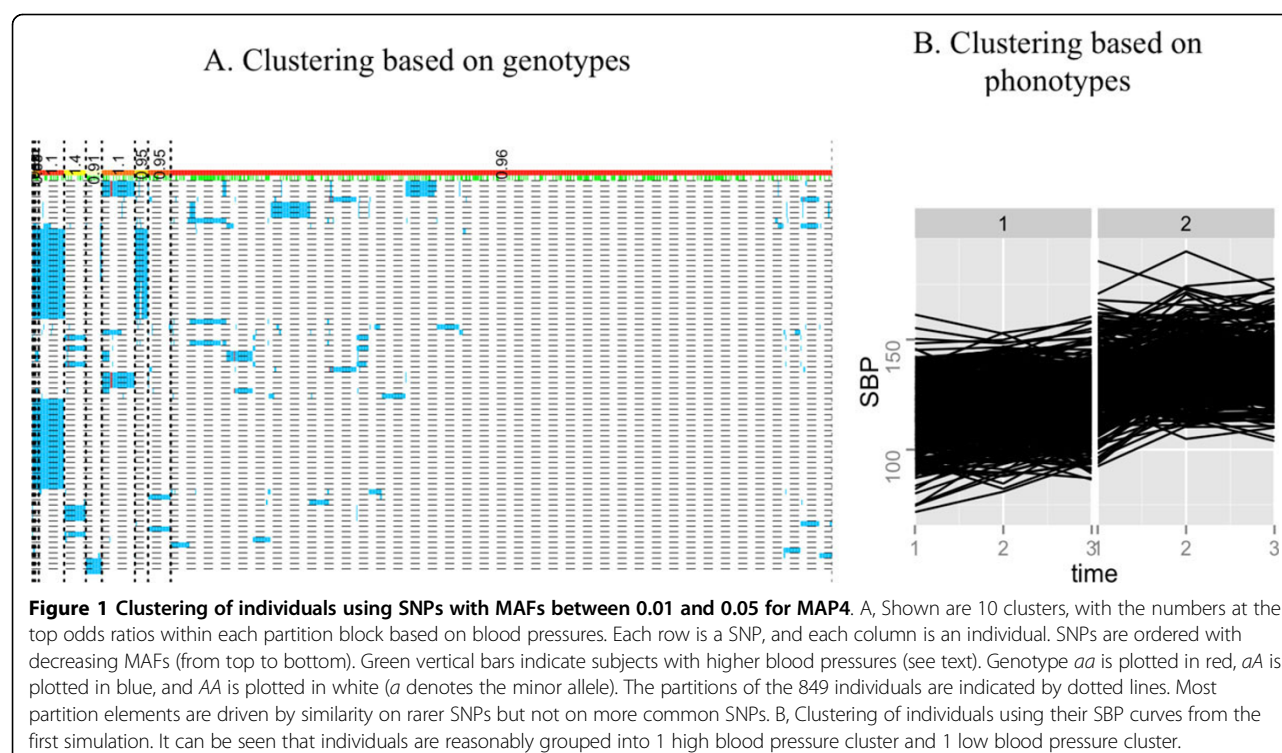 A. Clustering based on genotypes
B. Clustering based on
phonotypes
1.1
1.4
0.91
1.1
0.95
0.95
0.96
1
2
SBP
150
100
1
2
3
1
2
3
time
Figure 1 Clustering of individuals using SNPs with MAFs between 0.01 and 0.05 for MAP4. A, Shown are 10 clusters, with the numbers at the
top odds ratios within each partition block based on blood pressures. Each row is a SNP, and each column is an individual. SNPs are ordered with
decreasing MAFs (from top to bottom). Green vertical bars indicate subjects with higher blood pressures (see text). Genotype aa is plotted in red, aA is
plotted in blue, and AA is plotted in white (a denotes the minor allele). The partitions of the 849 individuals are indicated by dotted lines. Most
partition elements are driven by similarity on rarer SNPs but not on more common SNPs. B, Clustering of individuals using their SBP curves from the
first simulation. It can be seen that individuals are reasonably grouped into 1 high blood pressure cluster and 1 low blood pressure cluster.